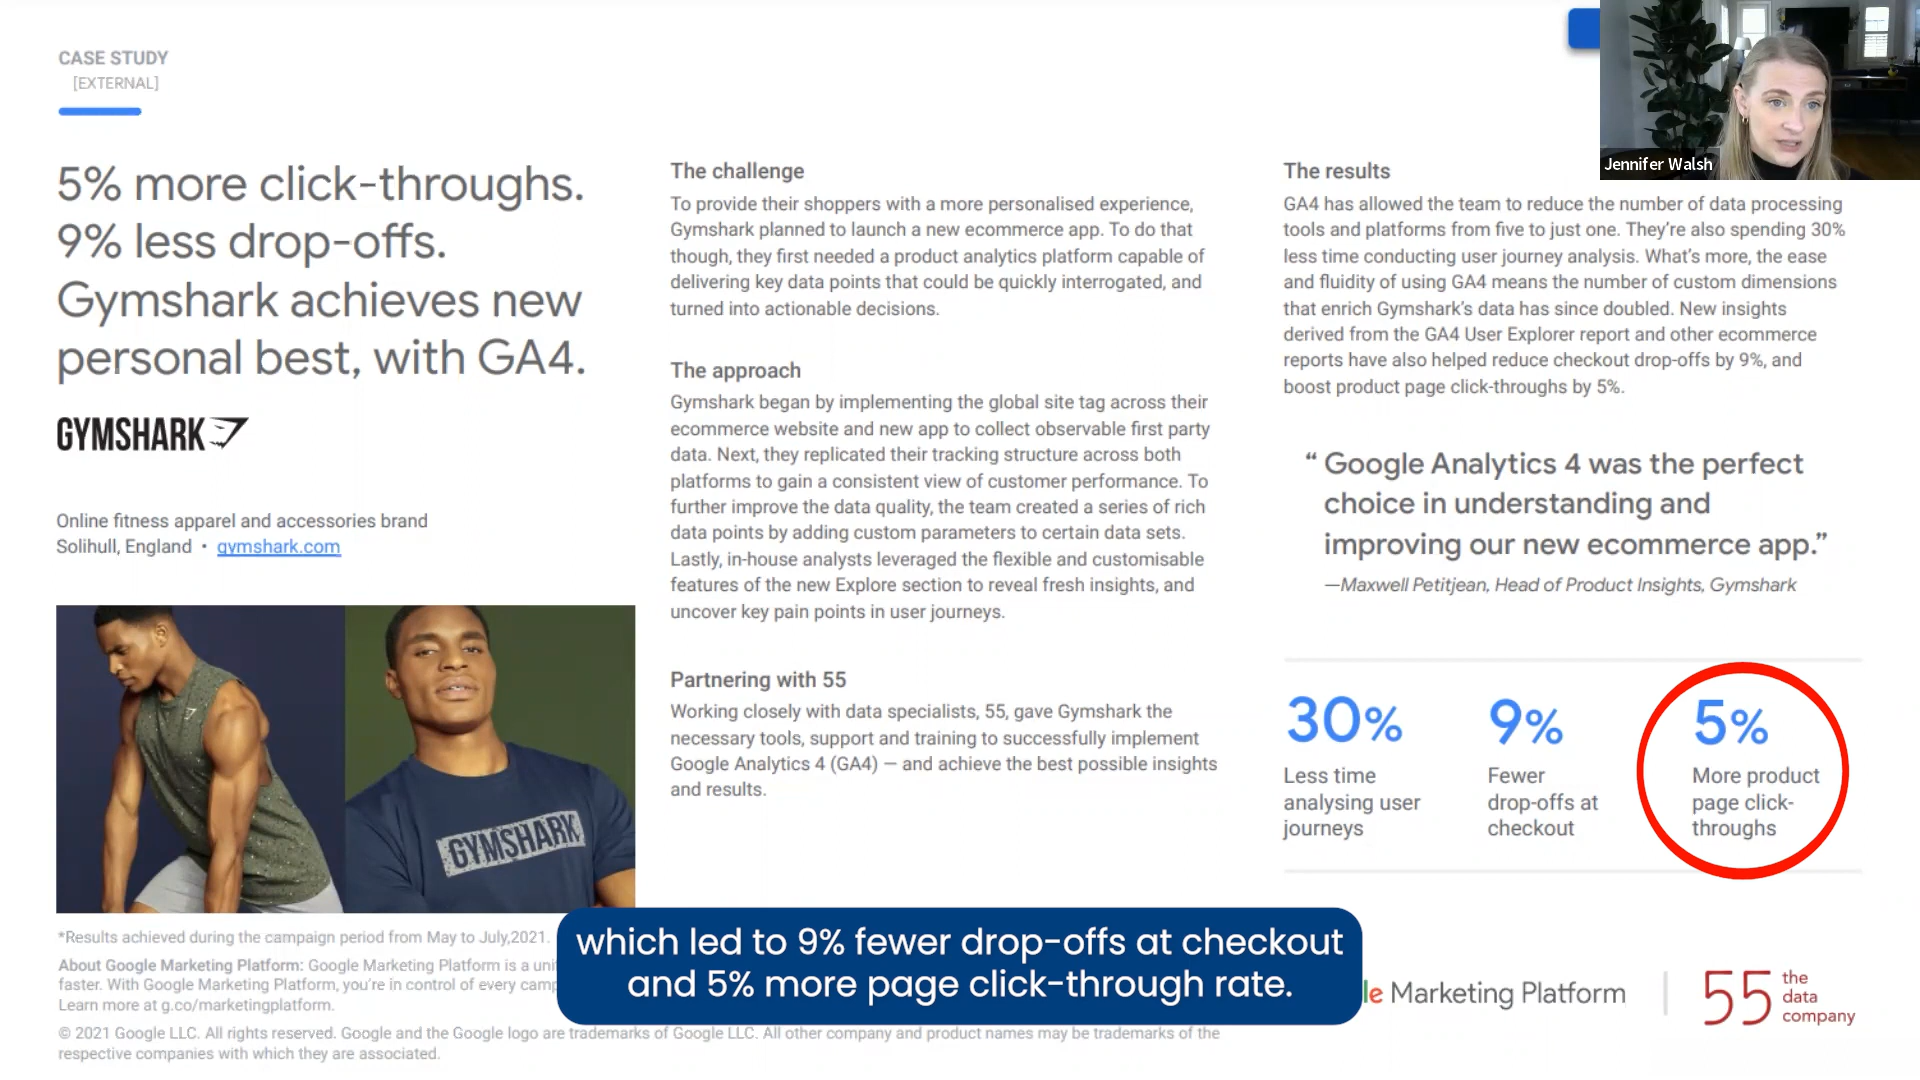 CASE STUDY
[EXTERNAL]
5% more click-throughs.
9% less drop-offs.
Gymshark achieves new
personal best, with GA4.
GYMSHARK
Online fitness apparel and accessories brand
Solihull, England • gymshark.com
GYMSHARK
*Results achieved during the campaign period from May to July,2021.
About Google Marketing Platform: Google Marketing Platform is a
faster. With Google Marketing Platform, you're in control of every
Learn more at g.co/marketingplatform.
© 2021 Google LLC. All rights reserved. Google and the Google logo are trademarks of Google LLC. All other company and product names may be trademarks of the
respective companies with which they are associated.
The challenge
To provide their shoppers with a more personalised experience,
Gymshark planned to launch a new ecommerce app. To do that
though, they first needed a product analytics platform capable of
delivering key data points that could be quickly interrogated, and
turned into actionable decisions.
The approach
Gymshark began by implementing the global site tag across their
ecommerce website and new app to collect observable first party
data. Next, they replicated their tracking structure across both
platforms to gain a consistent view of customer performance. To
further improve the data quality, the team created a series of rich
data points by adding custom parameters to certain data sets.
Lastly, in-house analysts leveraged the flexible and customisable
features of the new Explore section to reveal fresh insights, and
uncover key pain points in user journeys.
Partnering with 55
Working closely with data specialists, 55, gave Gymshark the
necessary tools, support and training to successfully implement
Google Analytics 4 (GA4) — and achieve the best possible insights
and results.
The results
GA4 has allowed the team to reduce the number of data processing
tools and platforms from five to just one. They're also spending 30%
less time conducting user journey analysis. What's more, the ease
and fluidity of using GA4 means the number of custom dimensions
that enrich Gymshark's data has since doubled. New insights
derived from the GA4 User Explorer report and other ecommerce
reports have also helped reduce checkout drop-offs by 9%, and
boost product page click-throughs by 5%.
“ Google Analytics 4 was the perfect
choice in understanding and
improving our new ecommerce app.”
—Maxwell Petitjean, Head of Product Insights, Gymshark
30%
Less time
analysing user
journeys
9%
Fewer
drop-offs at
checkout
5%
More product
page click-
throughs
which led to 9% fewer drop-offs at checkout
and 5% more page click-through rate.
le Marketing Platform
55 the
data
company
Jennifer Walsh